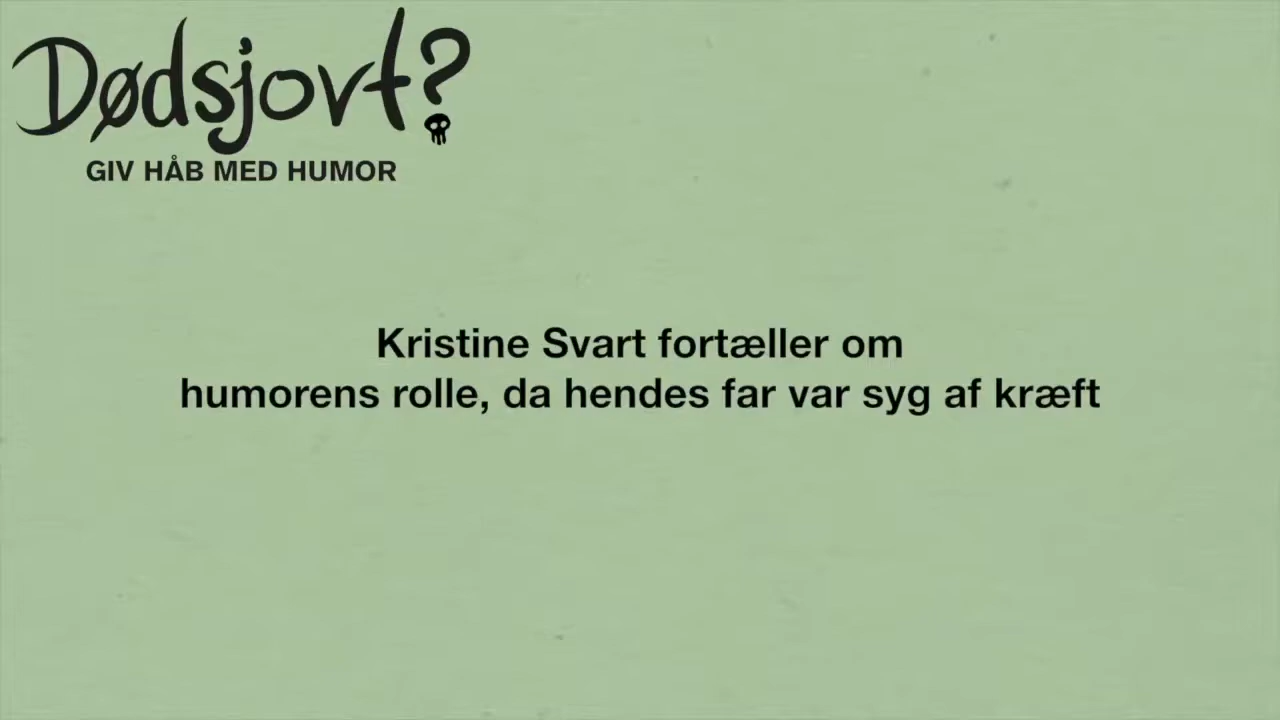 Dødsjovt?
GIV HÅB MED HUMOR
Kristine Svart fortæller om
humorens rolle, da hendes far var syg af kræft